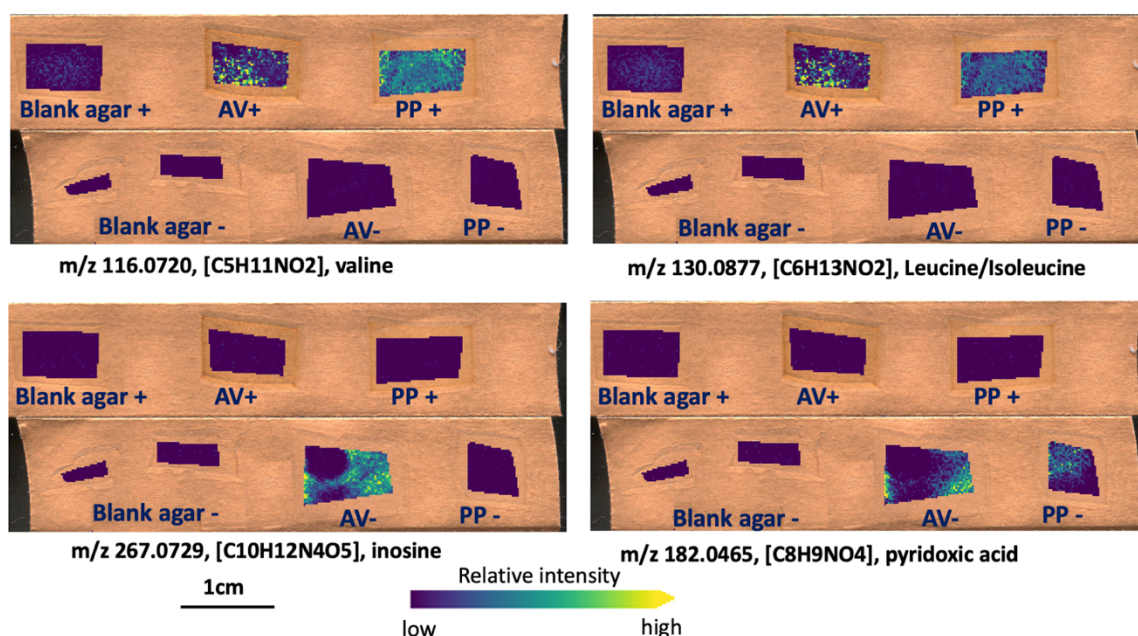 Blank agar +
AV+
PP +
Blank agar -
AV-
PP -
m/z 116.0720, [C5H11NO2], valine
Blank agar +
AV+
PP +
Blank agar -
AV-
PP -
m/z 130.0877, [C6H13NO2], Leucine/Isoleucine
Blank agar +
AV+
PP +
Blank agar -
AV-
PP -
m/z 267.0729, [C10H12N4O5], inosine
Blank agar +
AV+
PP +
Blank agar -
AV-
PP -
m/z 182.0465, [C8H9NO4], pyridoxic acid
1cm
Relative intensity
low
high